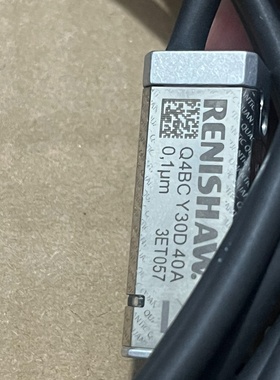 RENISHAW
Q4BC Y30D 40A
0,1µm
3ET057